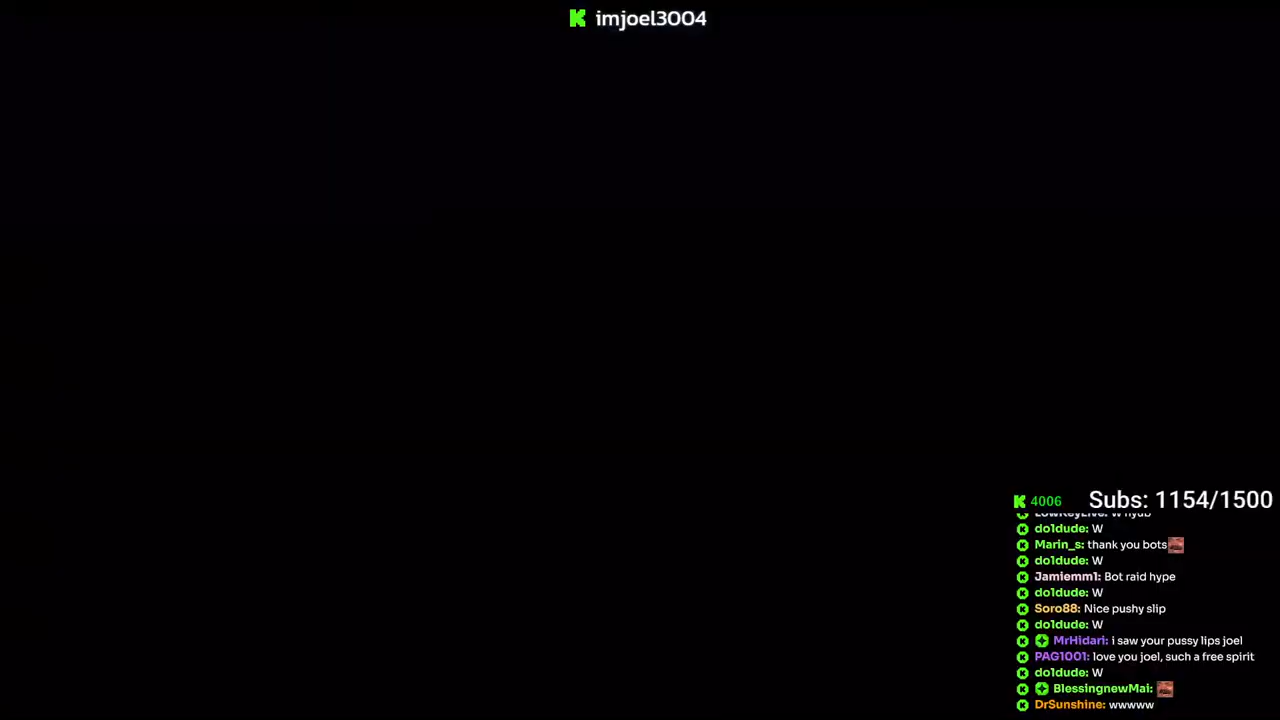 imjoel3004
4006 Subs: 1154/1500
do1dude: W
Marin_s: thank you bots
do1dude: W
Jamiemm1: Bot raid hype
do1dude: W
Soro88: Nice pushy slip
do1dude: W
MrHidari: i saw your pussy lips joel
PAG1001: love you joel, such a free spirit
do1dude: W
BlessingnewMai:
DrSunshine: wwwww